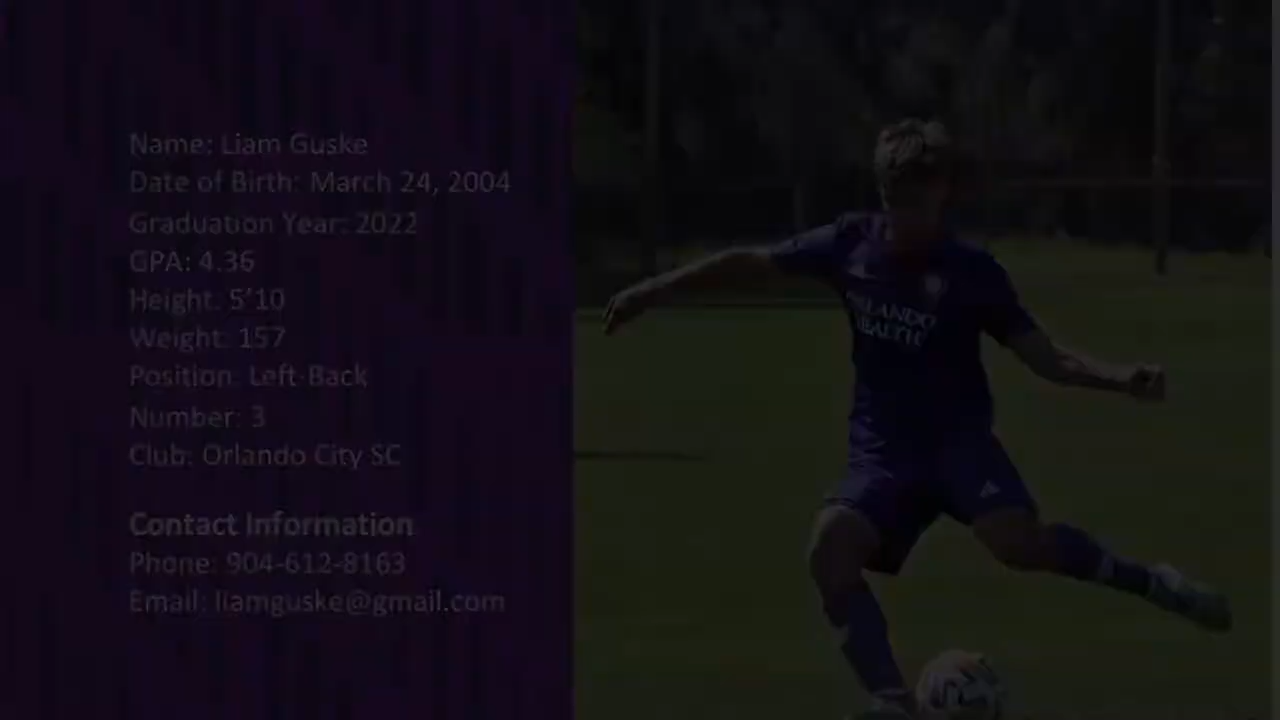 Name: Liam Guske
Date of Birth: March 24, 2004
Graduation Year: 2022
GPA: 4.36
Height: 5'10
Weight: 157
Position: Left-Back
Number: 3
Club: Orlando City SC
Contact Information
Phone: 904-612-8163
Email: liamguske@gmail.com
ORLANDO
HEALTH